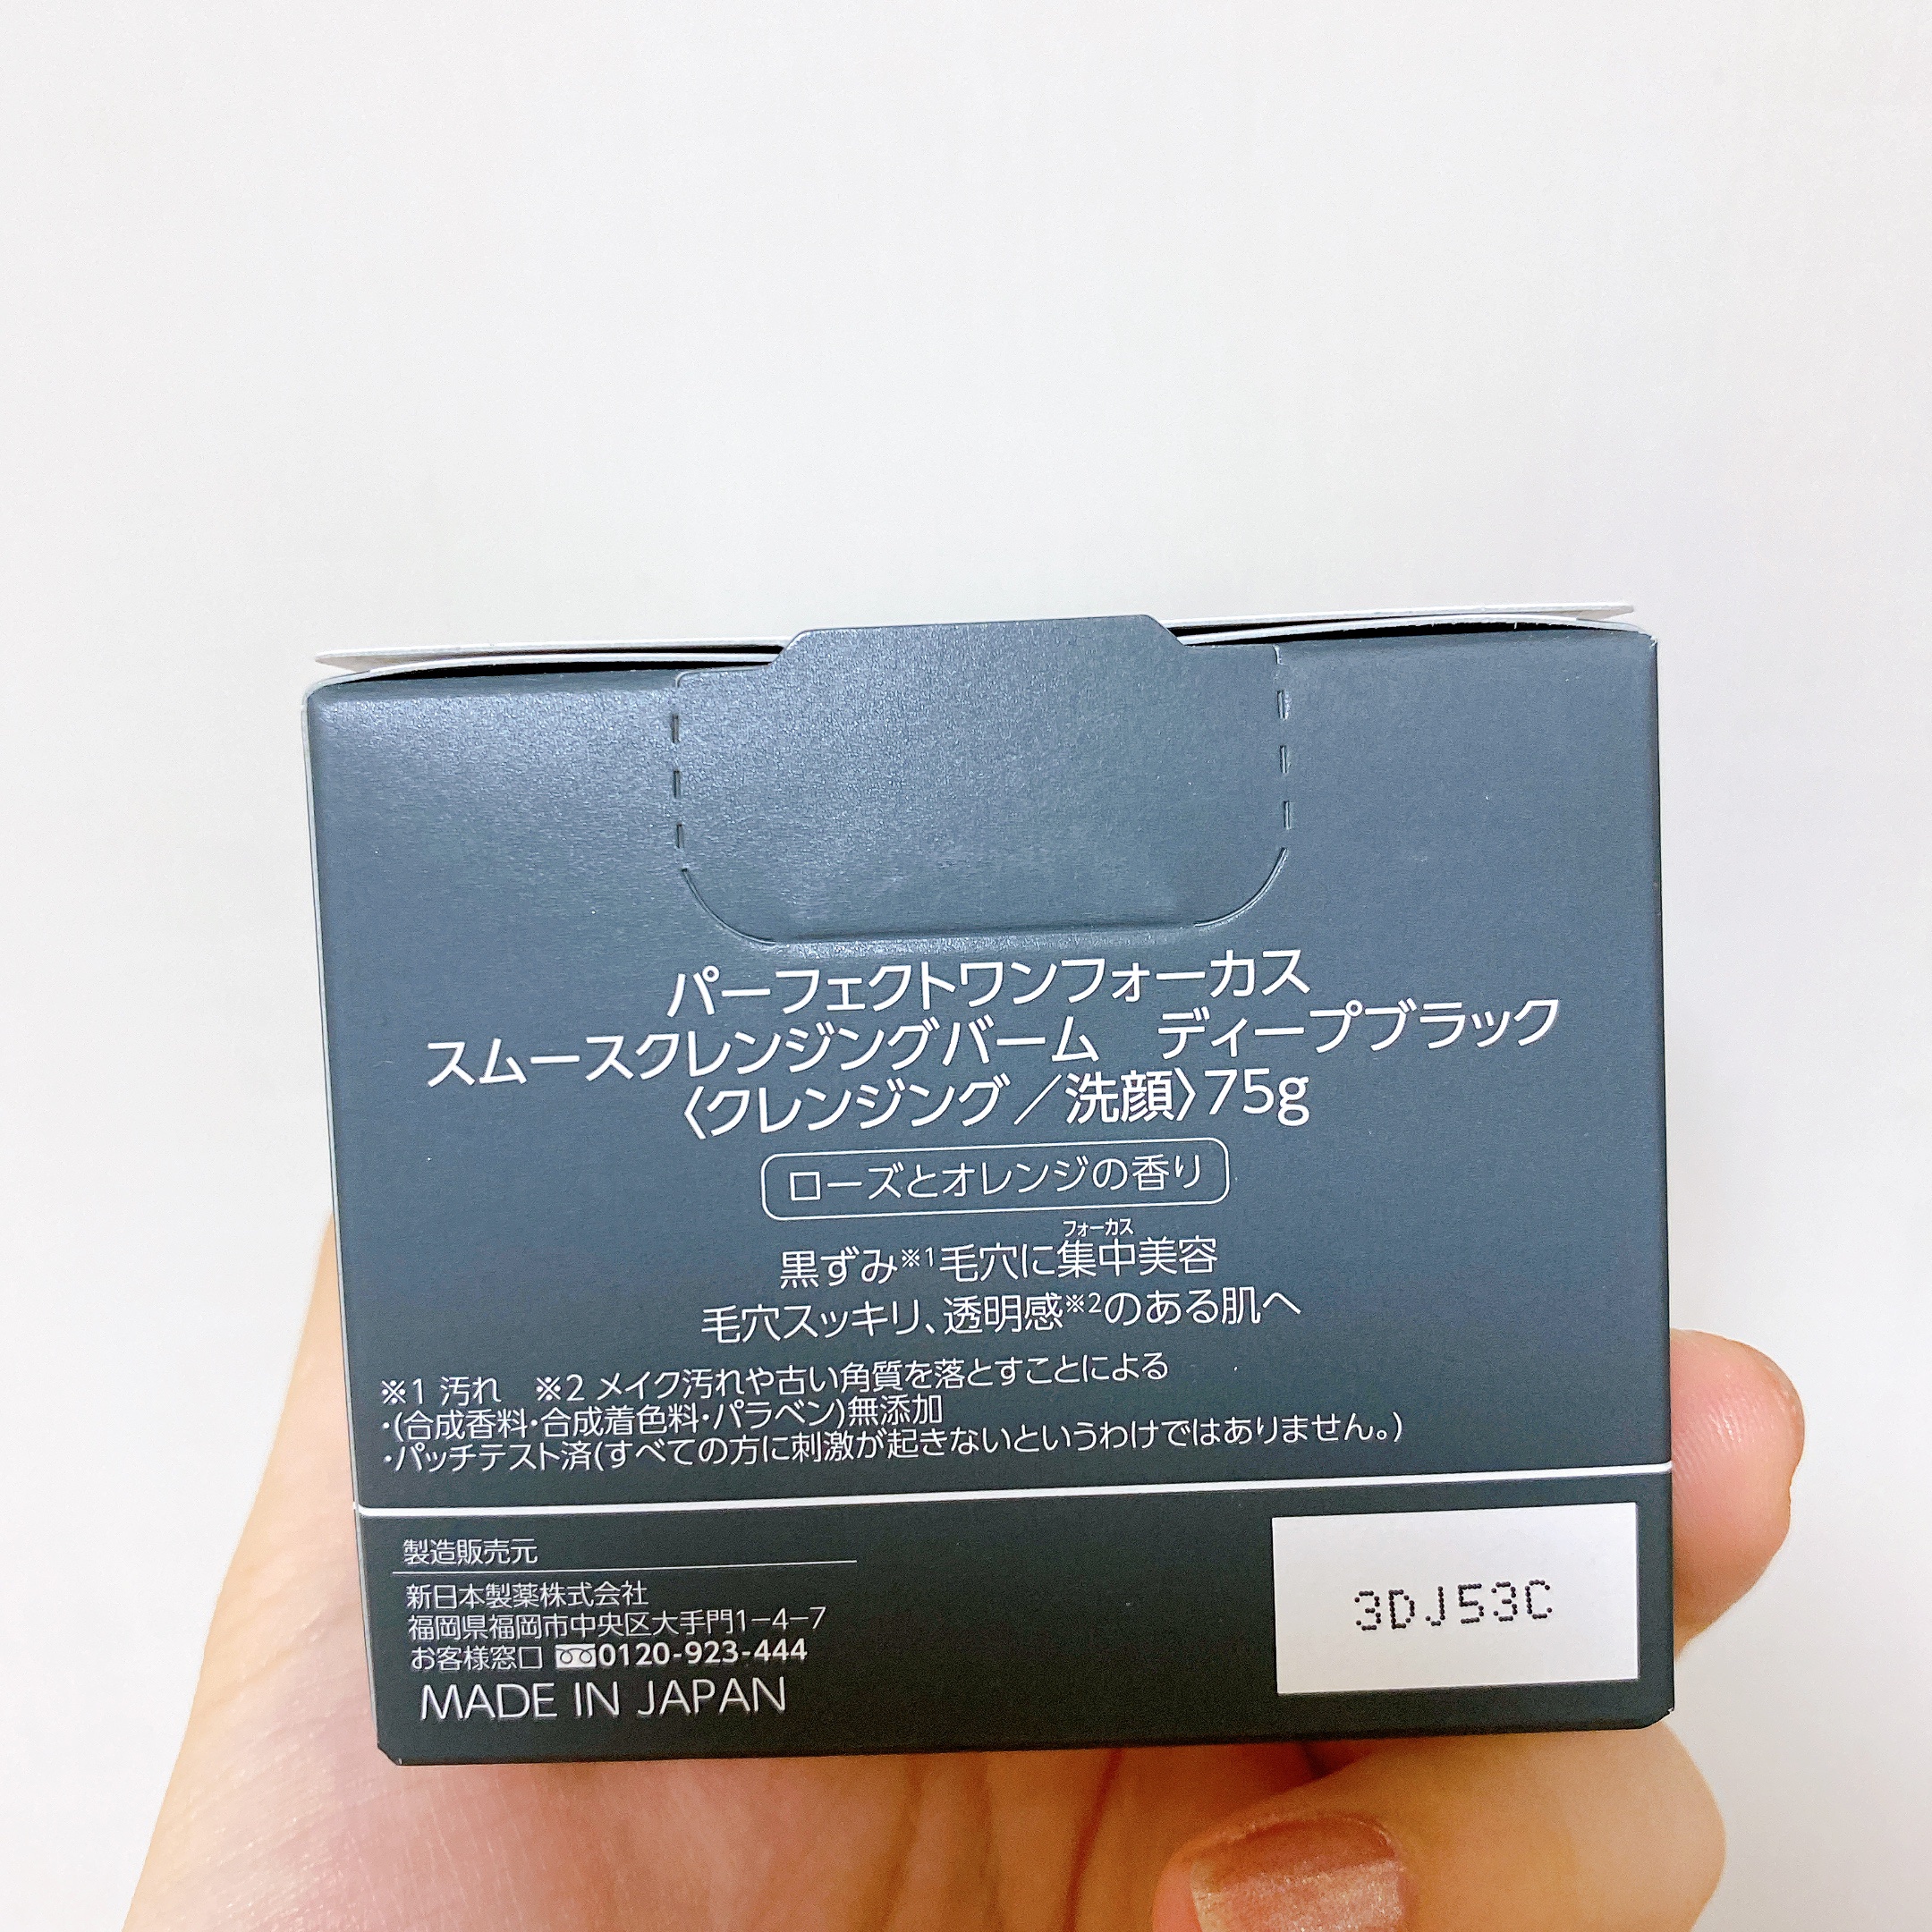 パーフェクトワンフォーカス
スムースクレンジングバーム　ディープブラック
〈クレンジング／洗顔〉75g
ローズとオレンジの香り
フォーカス
黒ずみ※1毛穴に集中美容
毛穴スッキリ、透明感※2のある肌へ
※1 汚れ　※2 メイク汚れや古い角質を落とすことによる
・(合成香料・合成着色料・パラベン)無添加
・パッチテスト済(すべての方に刺激が起きないというわけではありません。)
製造販売元
新日本製薬株式会社
福岡県福岡市中央区大手門1-4-7
お客様窓口 0120-923-444
MADE IN JAPAN
3DJ53C